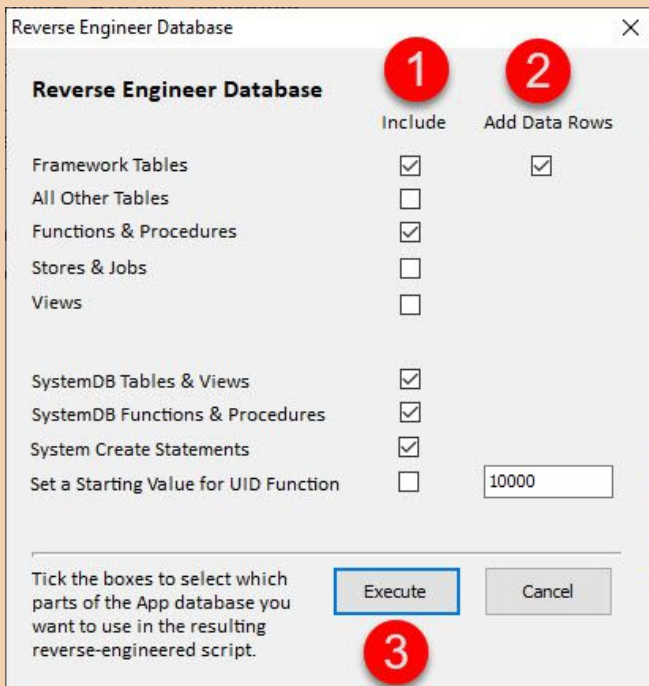 Reverse Engineer Database
1 2
Reverse Engineer Database
Include Add Data Rows
Framework Tables
All Other Tables
Functions & Procedures
Stores & Jobs
Views
SystemDB Tables & Views
SystemDB Functions & Procedures
System Create Statements
Set a Starting Value for UID Function 10000
Tick the boxes to select which
parts of the App database you
want to use in the resulting
reverse-engineered script.
Execute Cancel
3